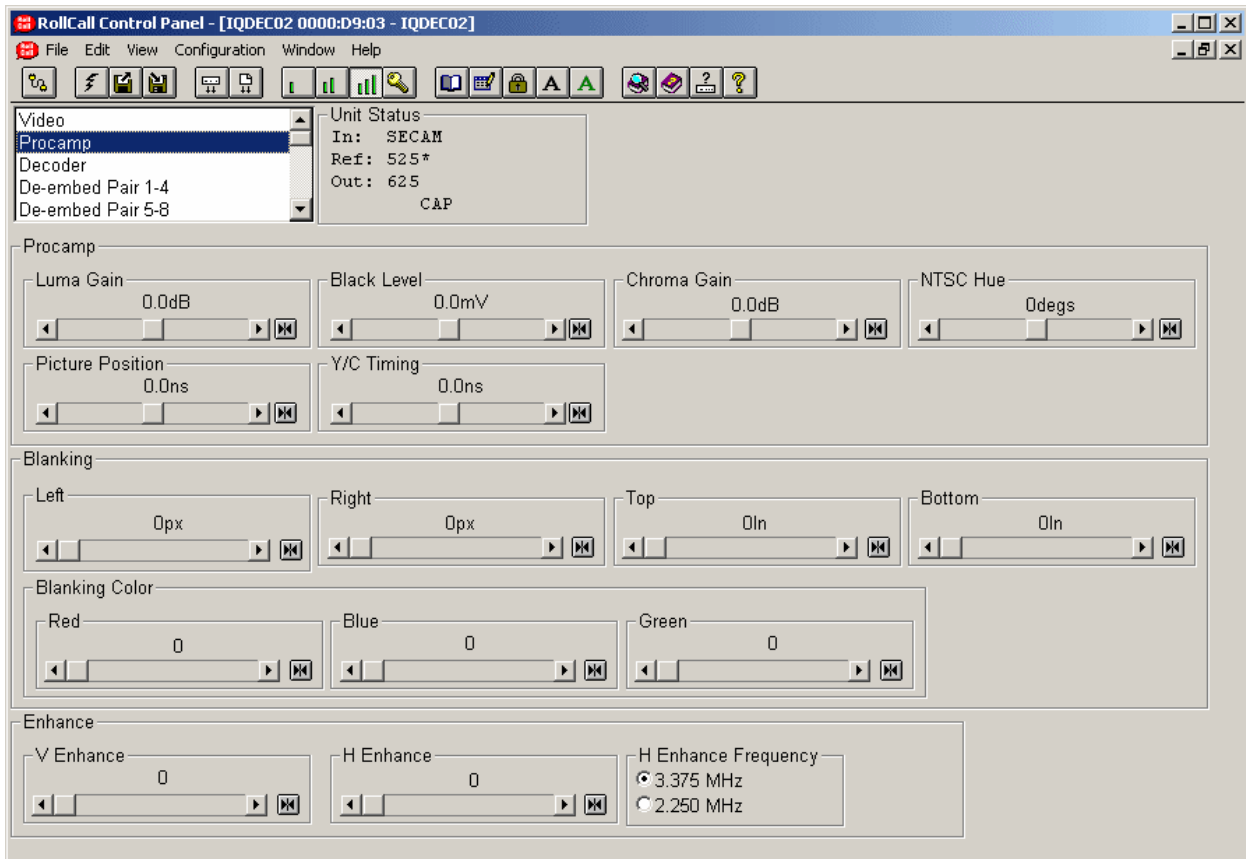 RollCall Control Panel - [IQDEC02 0000:D9:03 - IQDEC02]
File Edit View Configuration Window Help
A A
Video
Procamp
Decoder
De-embed Pair 1-4
De-embed Pair 5-8
Unit Status
In: SECAM
Ref: 525*
Out: 625
CAP
Procamp
Luma Gain
0.0dB
Black Level
0.0mV
Chroma Gain
0.0dB
NTSC Hue
0degs
Picture Position
0.0ns
Y/C Timing
0.0ns
Blanking
Left
0px
Right
0px
Top
0ln
Bottom
0ln
Blanking Color
Red
0
Blue
0
Green
0
Enhance
V Enhance
0
H Enhance
0
H Enhance Frequency
3.375 MHz
2.250 MHz